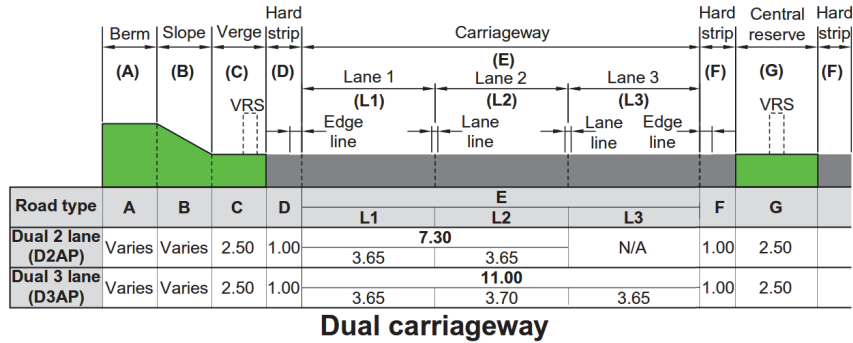 Berm Slope Verge Hard strip Carriageway Hard strip Central reserve Hard strip
(A) (B) (C) (D) (E) (F) (G) (F)
Lane 1 Lane 2 Lane 3
(L1) (L2) (L3)
VRS Edge line Lane line Lane line Edge line VRS
Road type A B C D E F G
L1 L2 L3
Dual 2 lane (D2AP) Varies Varies 2.50 1.00 7.30 N/A 1.00 2.50
3.65 3.65
Dual 3 lane (D3AP) Varies Varies 2.50 1.00 11.00 1.00 2.50
3.65 3.70 3.65
Dual carriageway